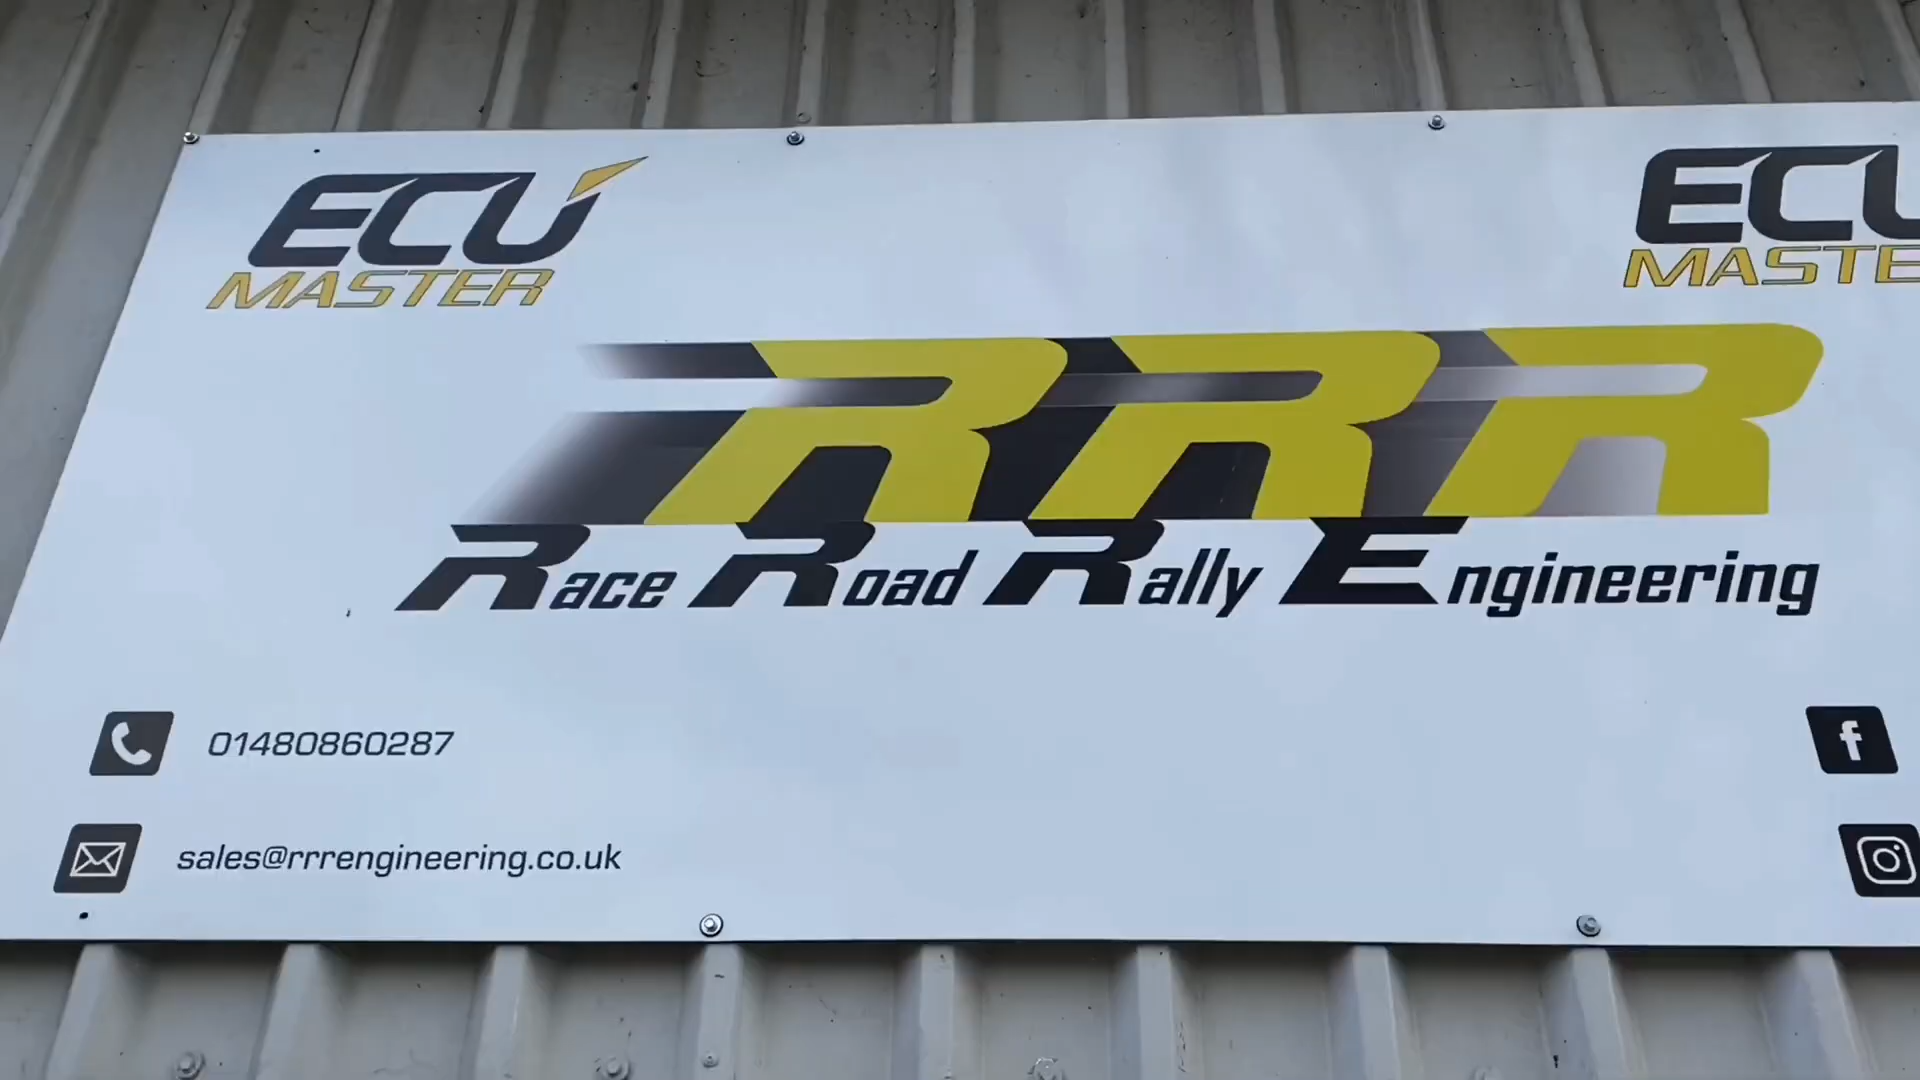 ECU
MASTER
ECU
MASTE
RRR
Race Road Rally Engineering
01480860287
sales@rrrengineering.co.uk